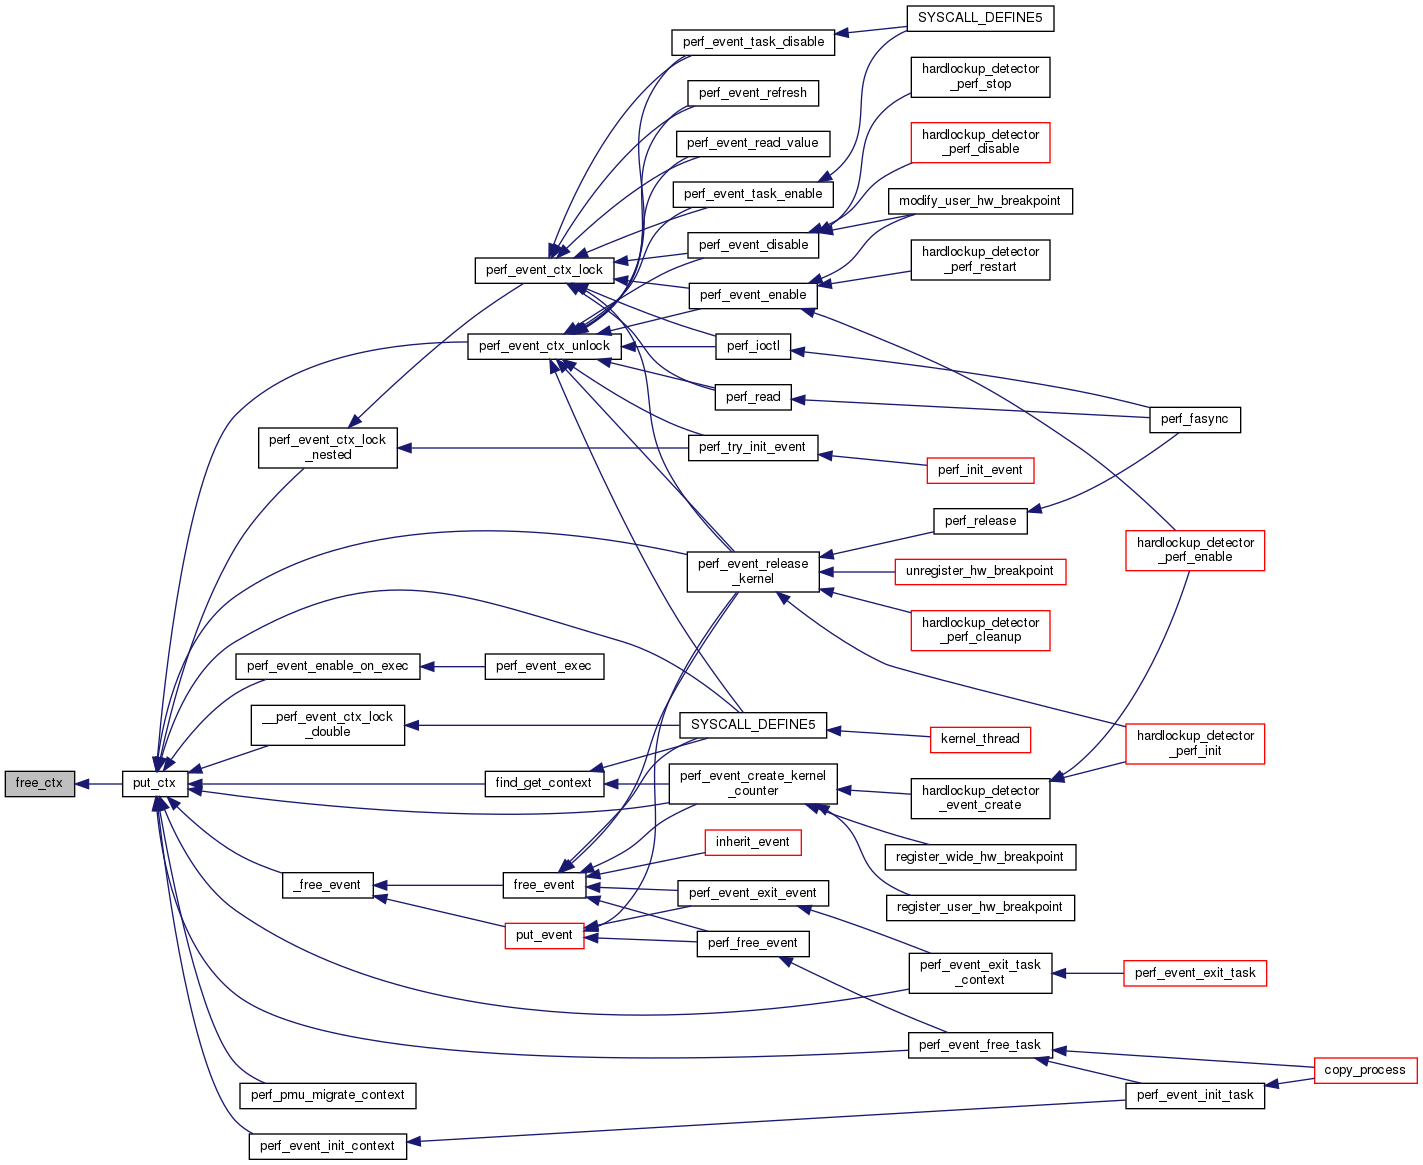 SYSCALL_DEFINE5
perf_event_task_disable
hardlockup_detector
_perf_stop
perf_event_refresh
hardlockup_detector
_perf_disable
perf_event_read_value
perf_event_task_enable
modify_user_hw_breakpoint
perf_event_disable
hardlockup_detector
_perf_restart
perf_event_ctx_lock
perf_event_enable
perf_event_ctx_unlock
perf_ioctl
perf_read
perf_fasync
perf_event_ctx_lock
_nested
perf_try_init_event
perf_init_event
perf_release
hardlockup_detector
_perf_enable
perf_event_release
_kernel
unregister_hw_breakpoint
hardlockup_detector
_perf_cleanup
perf_event_enable_on_exec
perf_event_exec
__perf_event_ctx_lock
_double
SYSCALL_DEFINE5
kernel_thread
hardlockup_detector
_perf_init
free_ctx
put_ctx
find_get_context
perf_event_create_kernel
_counter
hardlockup_detector
_event_create
inherit_event
register_wide_hw_breakpoint
_free_event
free_event
perf_event_exit_event
register_user_hw_breakpoint
put_event
perf_free_event
perf_event_exit_task
_context
perf_event_exit_task
perf_event_free_task
copy_process
perf_pmu_migrate_context
perf_event_init_task
perf_event_init_context